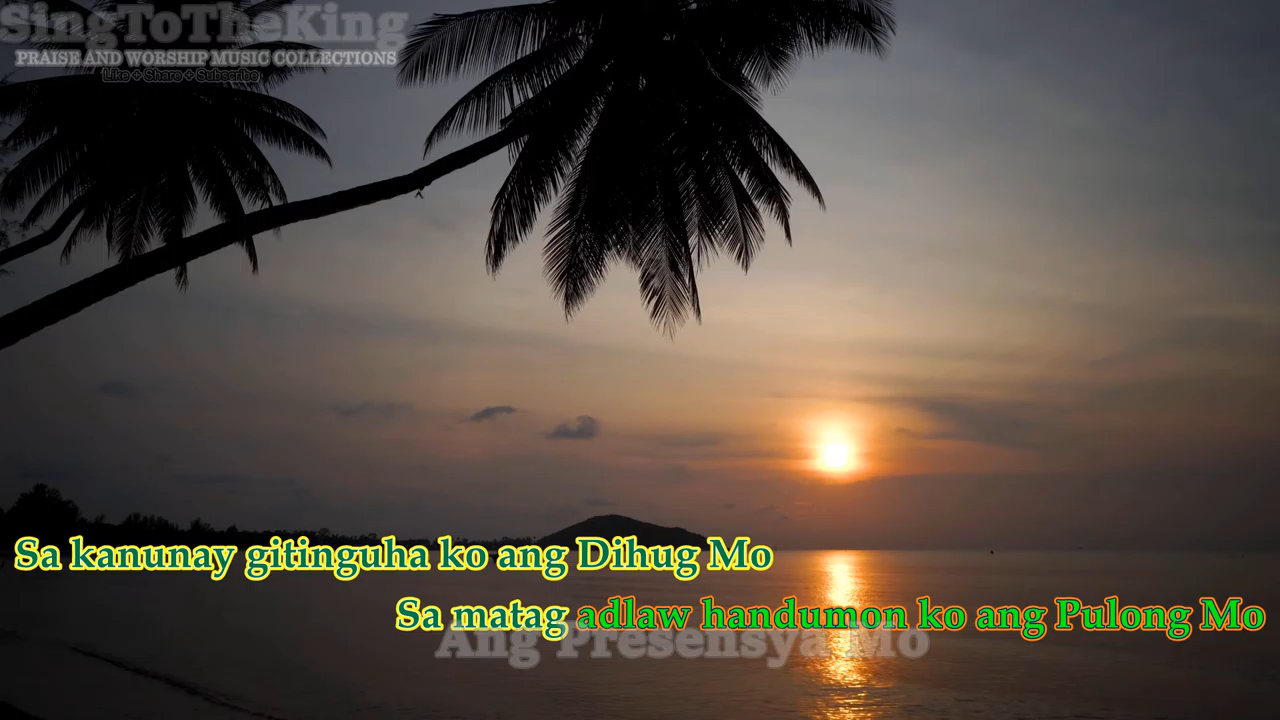 SingToTheKing
PRAISE AND WORSHIP MUSIC COLLECTIONS
Like + Share + Subscribe
Sa kanunay gitinguha ko ang Dihug Mo
Sa matag adlaw handumon ko ang Pulong Mo
Ang Presensya Mo